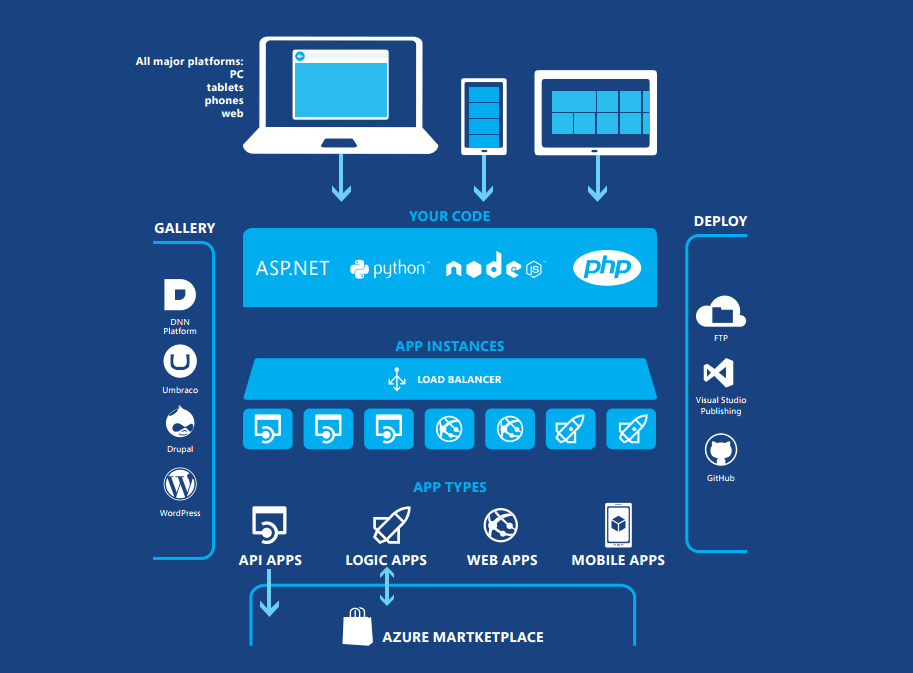 All major platforms:
PC
tablets
phones
web
YOUR CODE
GALLERY
DEPLOY
ASP.NET
python™
node JS™
php
DNN
Platform
Umbraco
Drupal
WordPress
FTP
Visual Studio
Publishing
GitHub
APP INSTANCES
LOAD BALANCER
APP TYPES
API APPS
LOGIC APPS
WEB APPS
MOBILE APPS
AZURE MARTKETPLACE